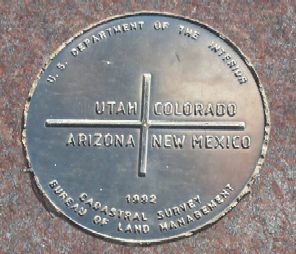 U.S. DEPARTMENT OF THE INTERIOR
UTAH COLORADO
ARIZONA NEW MEXICO
1992
CADASTRAL SURVEY
BUREAU OF LAND MANAGEMENT